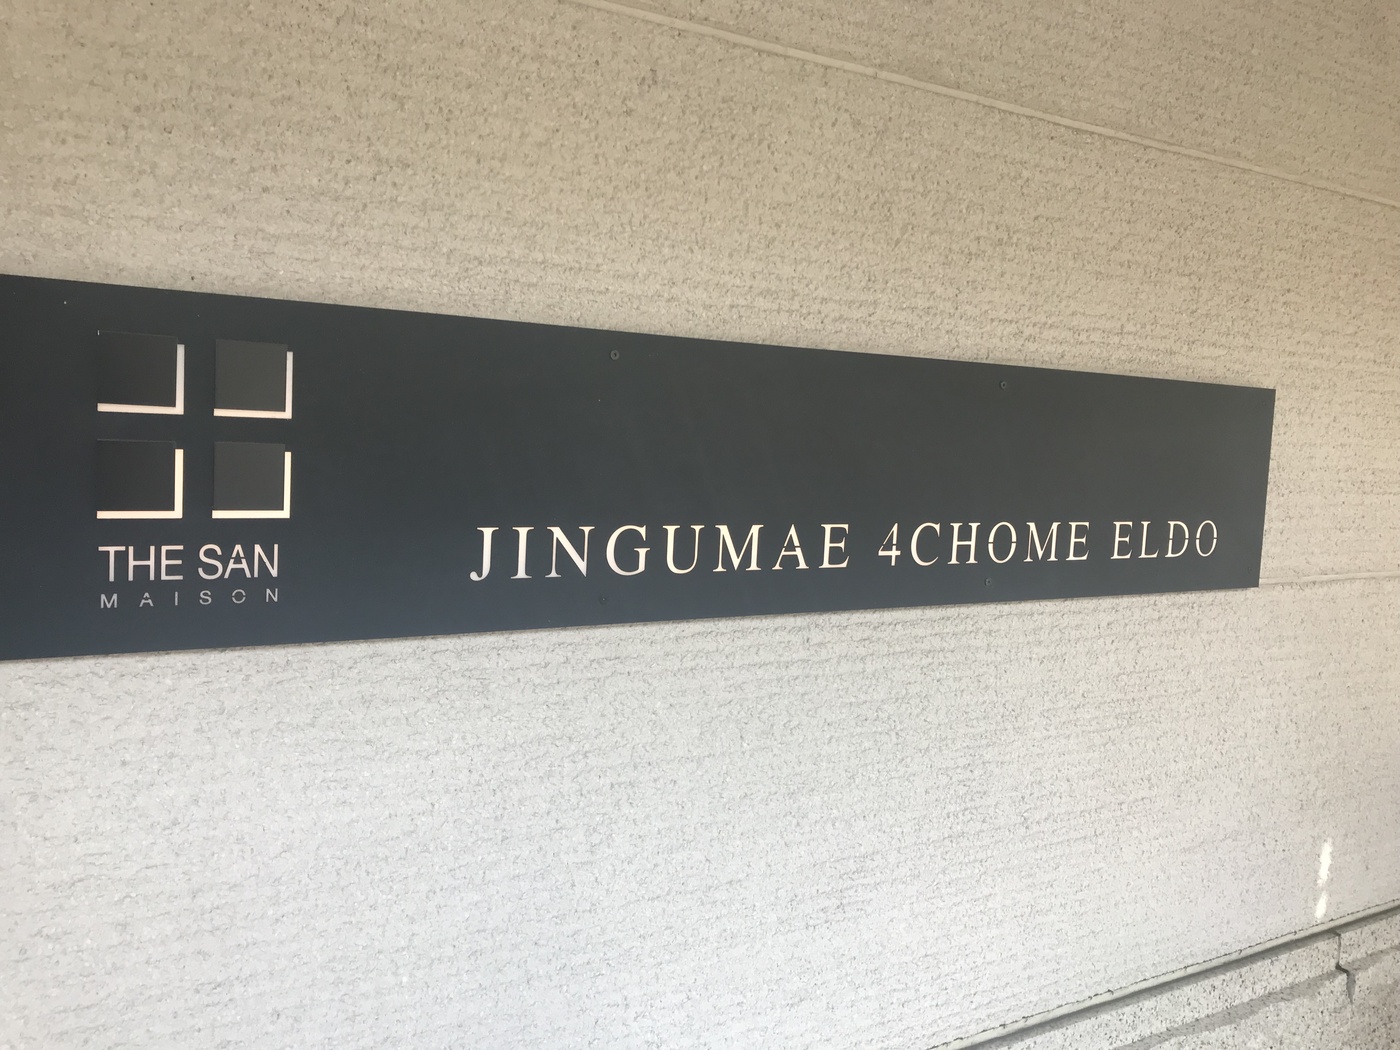 THE SAN
MAISON
JINGUMAE 4CHOME ELDO